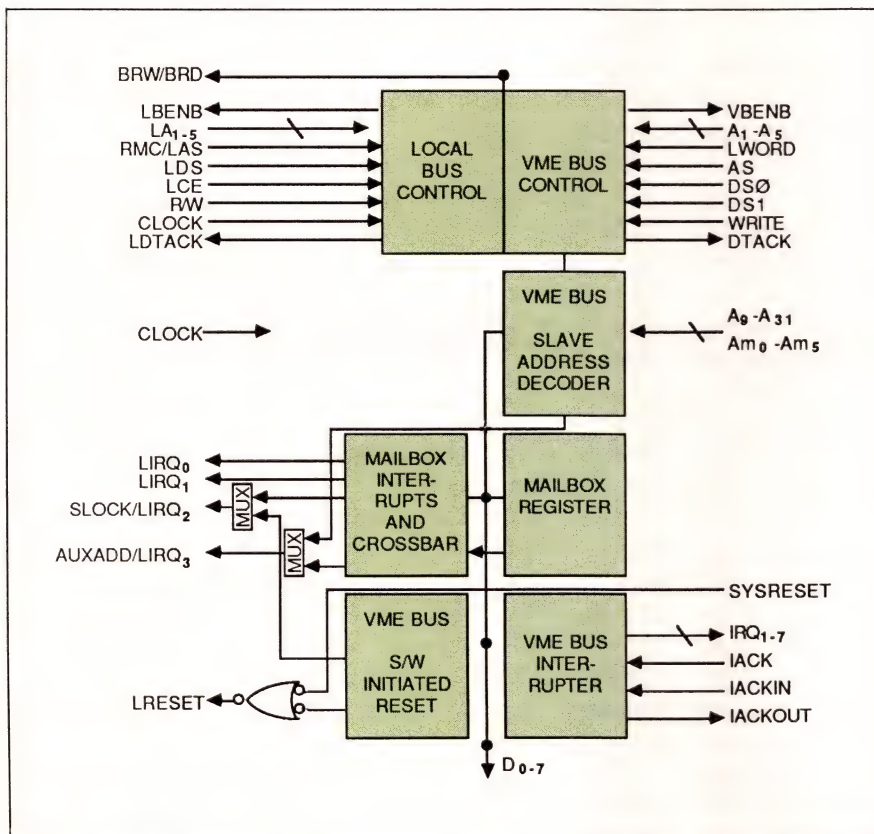 BRW/BRD
LBENB
LA1-5
RMC/LAS
LDS
LCE
R/W
CLOCK
LDTACK
LOCAL
BUS
CONTROL
VME BUS
CONTROL
VBENB
A1-A5
LWORD
AS
DSØ
DS1
WRITE
DTACK
CLOCK
VME BUS
SLAVE
ADDRESS
DECODER
A9-A31
Am0-Am5
LIRQ0
LIRQ1
SLOCK/LIRQ2
AUXADD/LIRQ3
MUX
MUX
MAILBOX
INTER-
RUPTS
AND
CROSSBAR
MAILBOX
REGISTER
SYSRESET
LRESET
VME BUS
S/W
INITIATED
RESET
VME BUS
INTER-
RUPTER
IRQ1-7
IACK
IACKIN
IACKOUT
D0-7